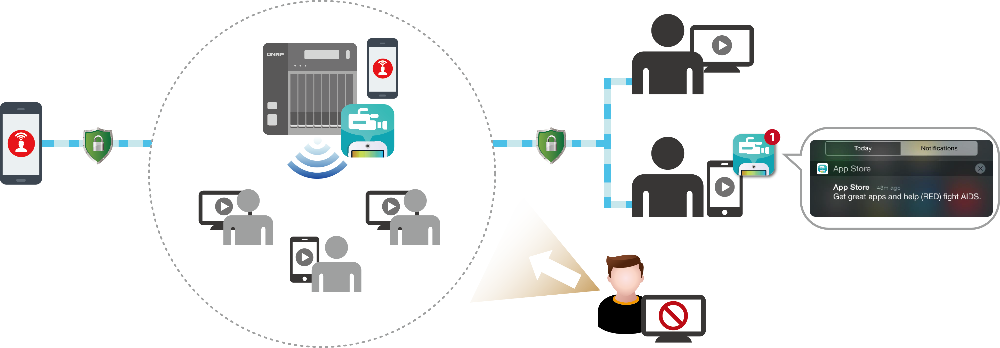 QNAP
1
Today Notifications
App Store
App Store 48m ago
Get great apps and help (RED) fight AIDS.